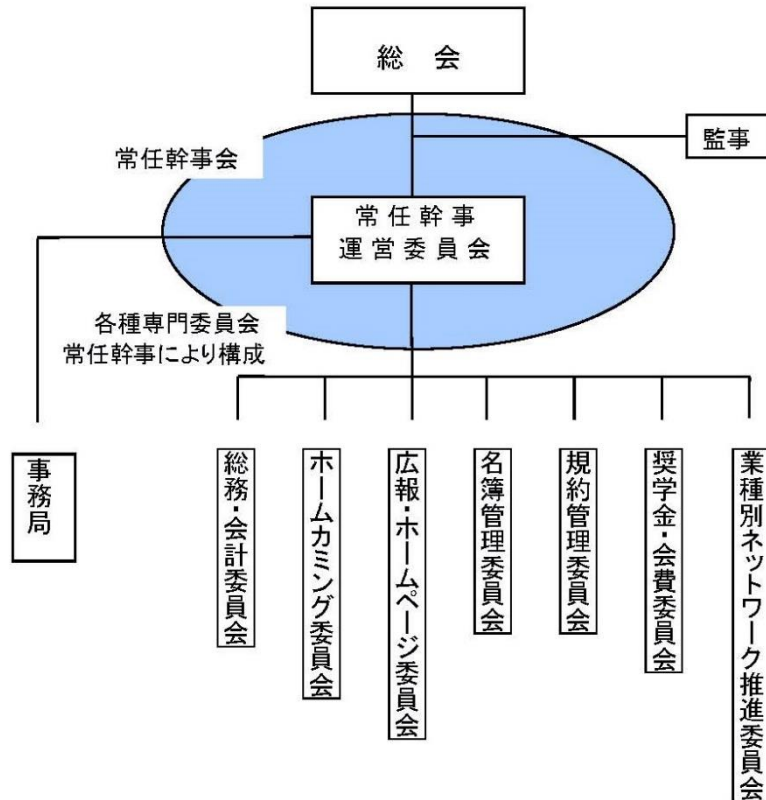 総 会
監事
常任幹事会
常任幹事
運営委員会
各種専門委員会
常任幹事により構成
事務局
総務・会計委員会
ホームカミング委員会
広報・ホームページ委員会
名簿管理委員会
規約管理委員会
奨学金・会費委員会
業種別ネットワーク推進委員会